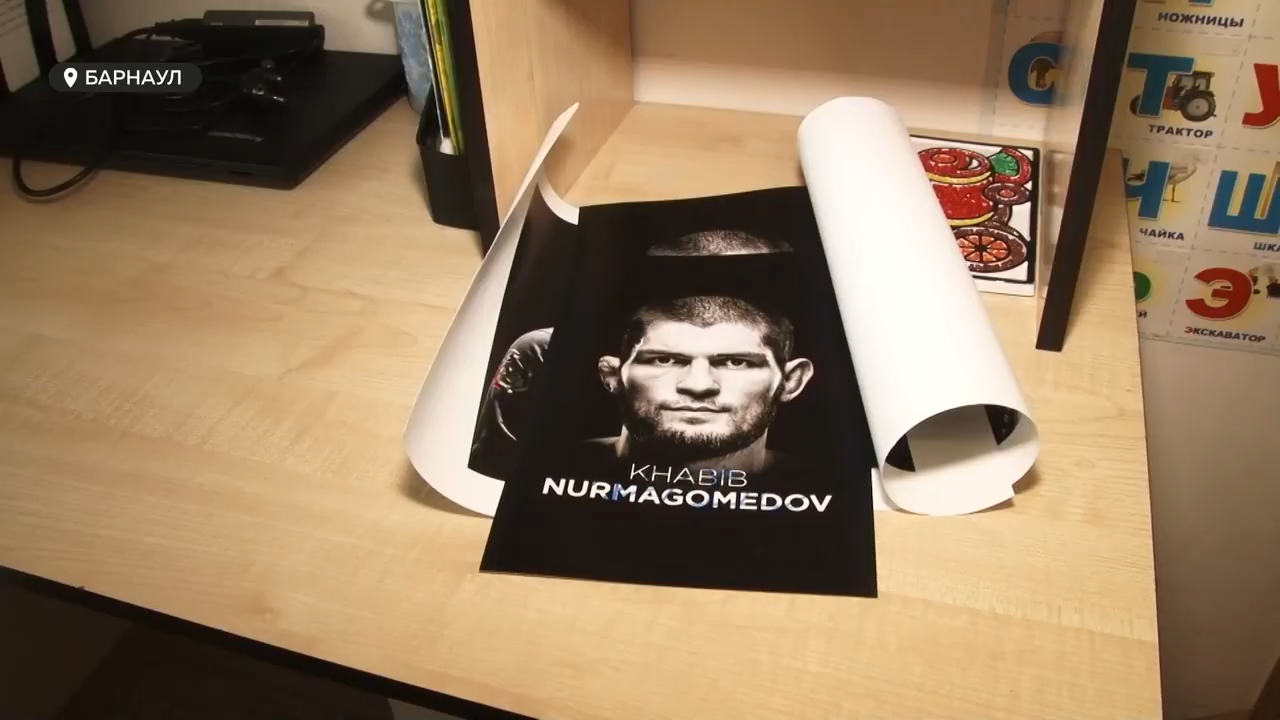 БАРНАУЛ
НОЖНИЦЫ
С
Т
У
ТРАКТОР
Ч
Ш
ЧАЙКА
Э
ЭКСКАВАТОР
KHABIB
NURMAGOMEDOV